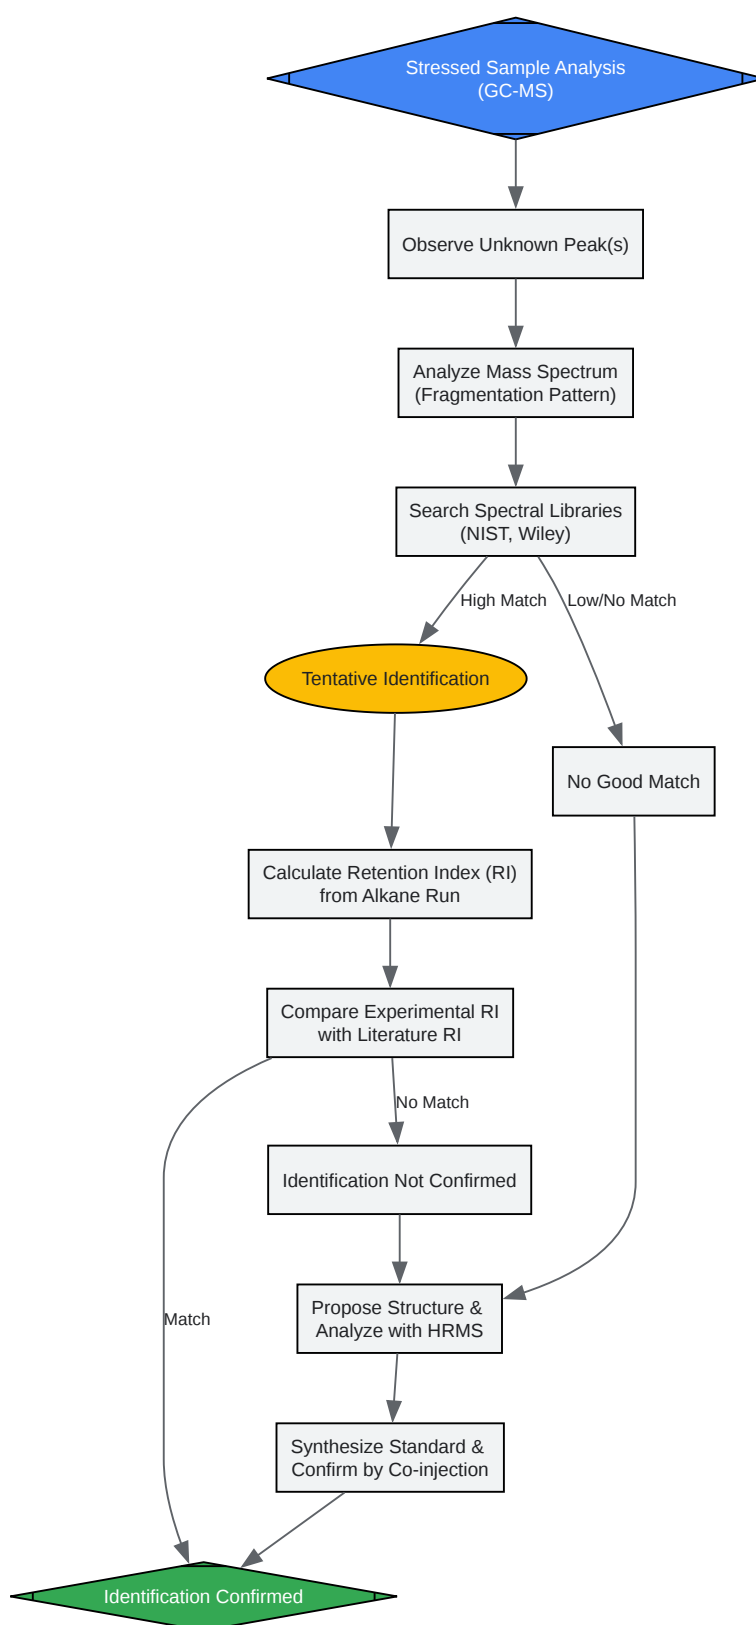 Stressed Sample Analysis
(GC-MS)
Observe Unknown Peak(s)
Analyze Mass Spectrum
(Fragmentation Pattern)
Search Spectral Libraries
(NIST, Wiley)
High Match
Low/No Match
Tentative Identification
No Good Match
Calculate Retention Index (RI)
from Alkane Run
Compare Experimental RI
with Literature RI
No Match
Identification Not Confirmed
Propose Structure &
Analyze with HRMS
Match
Synthesize Standard &
Confirm by Co-injection
Identification Confirmed